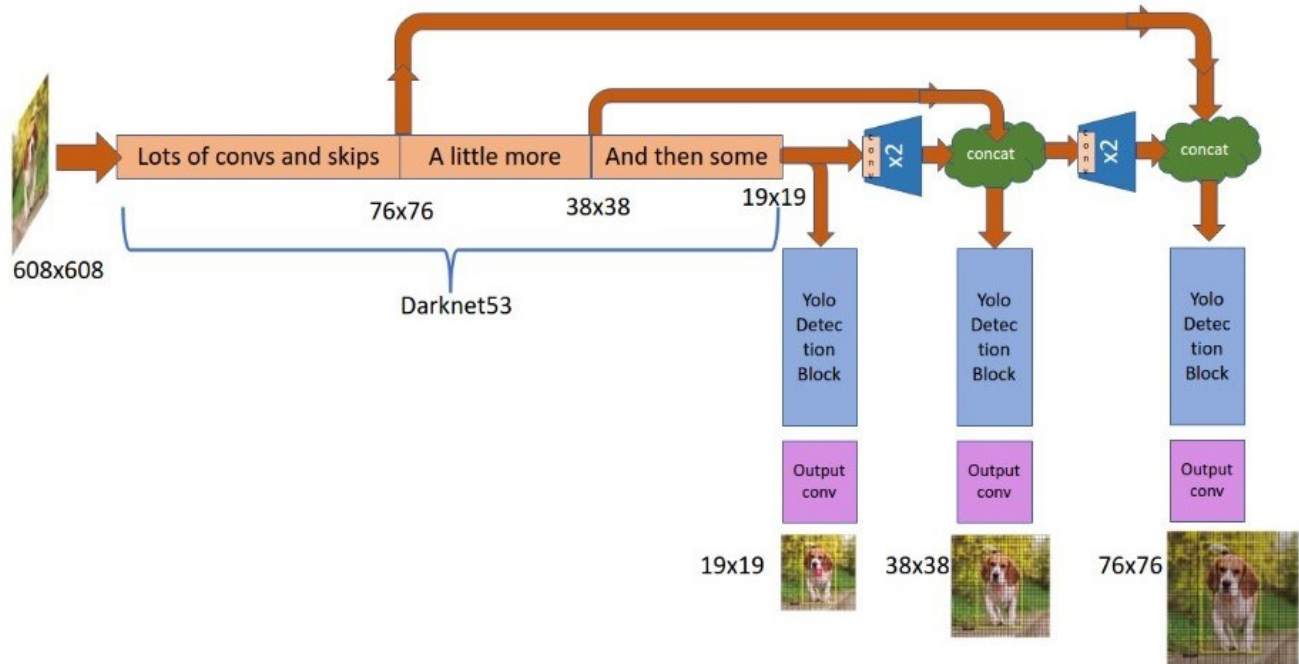 Lots of convs and skips
A little more
And then some
conv
x2
concat
conv
x2
concat
76x76
38x38
19x19
608x608
Darknet53
Yolo
Detec
tion
Block
Yolo
Detec
tion
Block
Yolo
Detec
tion
Block
Output
conv
Output
conv
Output
conv
19x19
38x38
76x76